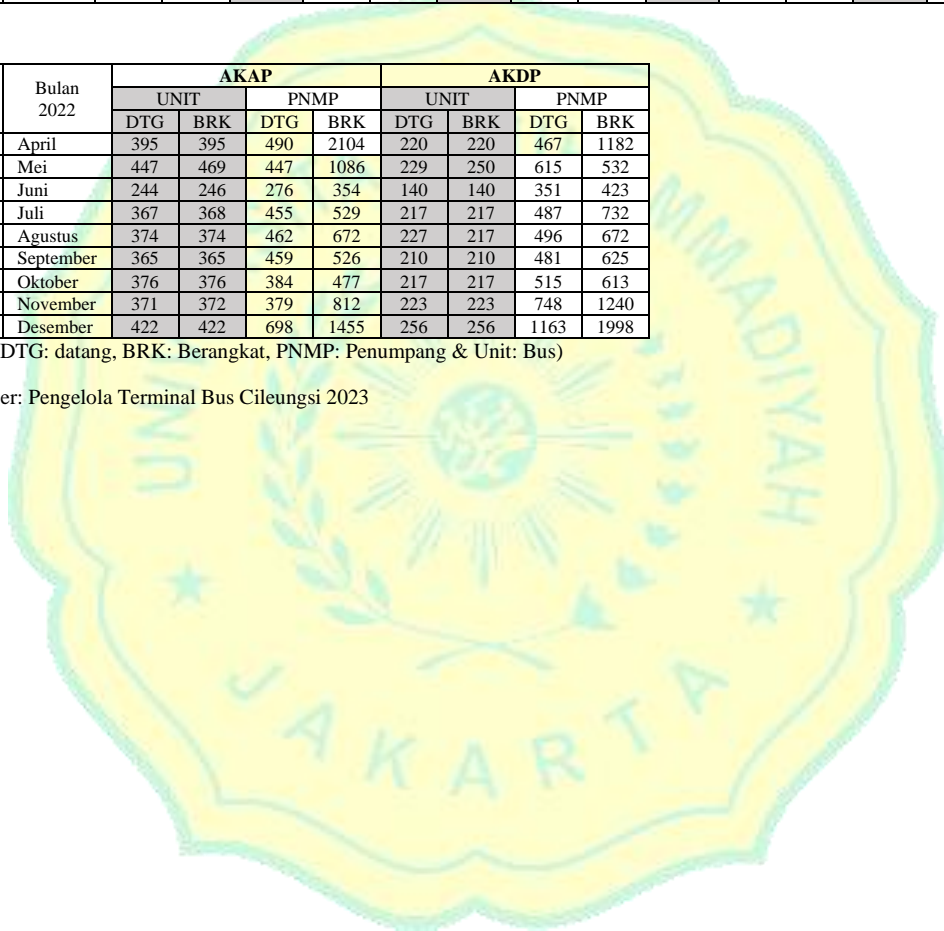 Bulan 2022 AKAP AKDP
UNIT PNMP UNIT PNMP
DTG BRK DTG BRK DTG BRK DTG BRK
April 395 395 490 2104 220 220 467 1182
Mei 447 469 447 1086 229 250 615 532
Juni 244 246 276 354 140 140 351 423
Juli 367 368 455 529 217 217 487 732
Agustus 374 374 462 672 227 217 496 672
September 365 365 459 526 210 210 481 625
Oktober 376 376 384 477 217 217 515 613
November 371 372 379 812 223 223 748 1240
Desember 422 422 698 1455 256 256 1163 1998
DTG: datang, BRK: Berangkat, PNMP: Penumpang & Unit: Bus)
er: Pengelola Terminal Bus Cileungsi 2023
JAKARTA